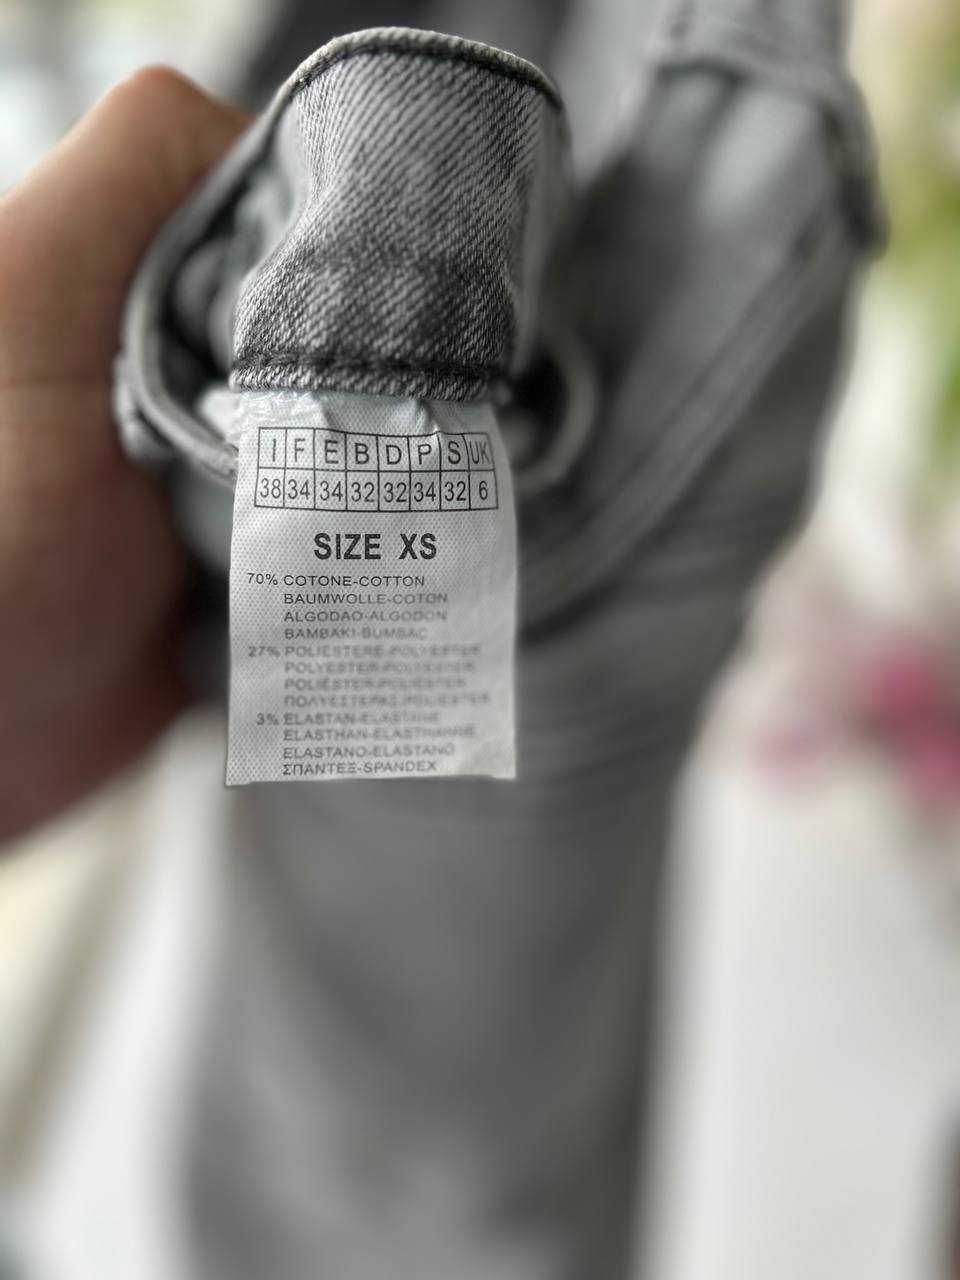 I F E B D P S UK
38 34 34 32 32 34 32 6
SIZE XS
70% COTONE-COTTON
BAUMWOLLE-COTON
ALGODAO-ALGODON
BAMBAKI-BUMBAC
27% POLIESTERE-POLYESTER
POLYESTER-POLYESTER
POLIÉSTER-POLIESTER
ΠΟΛΥΕΣΤΕΡΑΣ-POLIESTER
3% ELASTAN-ELASTHNE
ELASTHAN-ELASTHANNE
ELASTANO-ELASTANO
ΣΠΑΝΤΕΞ-SPANDEX